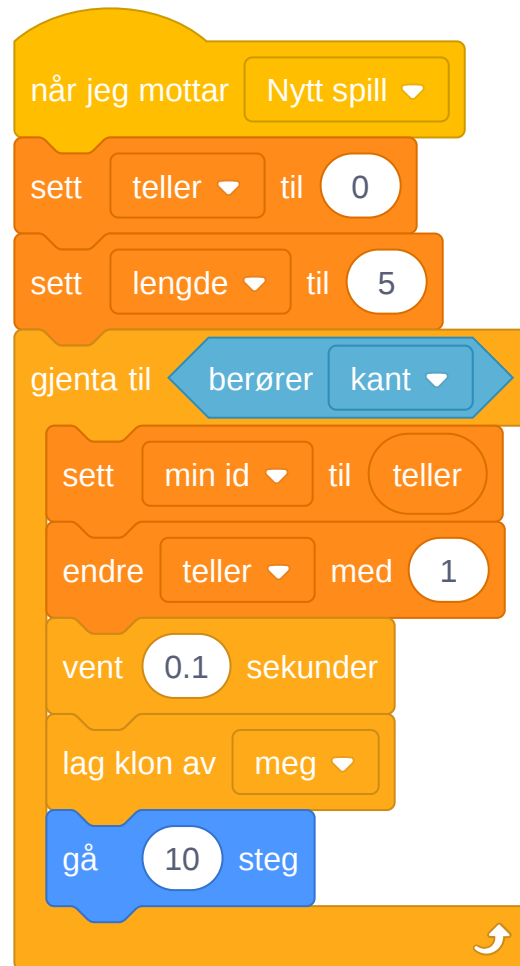 når jeg mottar Nytt spill
sett teller til 0
sett lengde til 5
gjenta til berører kant
sett min id til teller
endre teller med 1
vent 0.1 sekunder
lag klon av meg
gå 10 steg